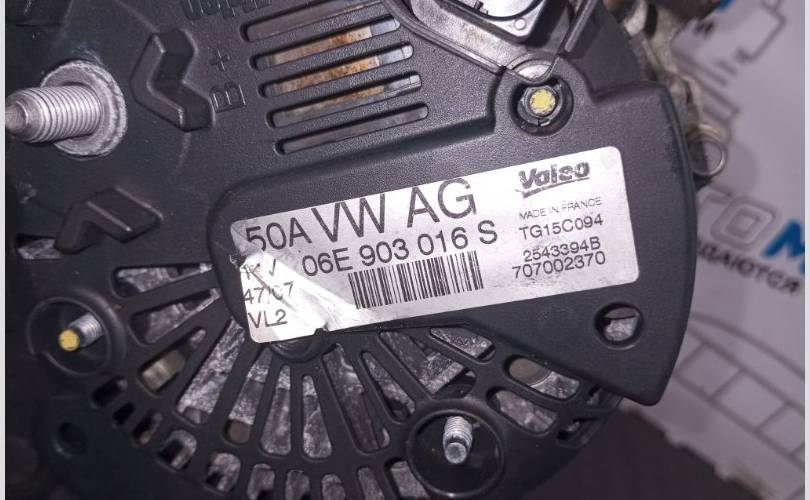 B+
Valeo
50A VW AG
MADE IN FRANCE
06E 903 016 S
TG15C094
2543394B
47/07
707002370
VL2